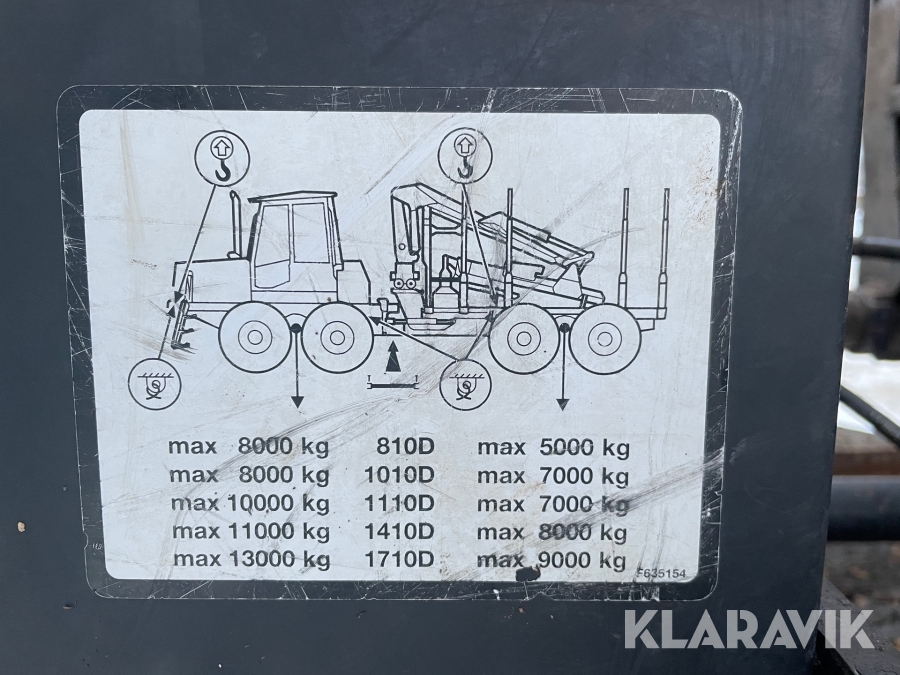 max 8000 kg 810D max 5000 kg
max 8000 kg 1010D max 7000 kg
max 10000 kg 1110D max 7000 kg
max 11000 kg 1410D max 8000 kg
max 13000 kg 1710D max 9000 kg
F635154
KLARAVIK